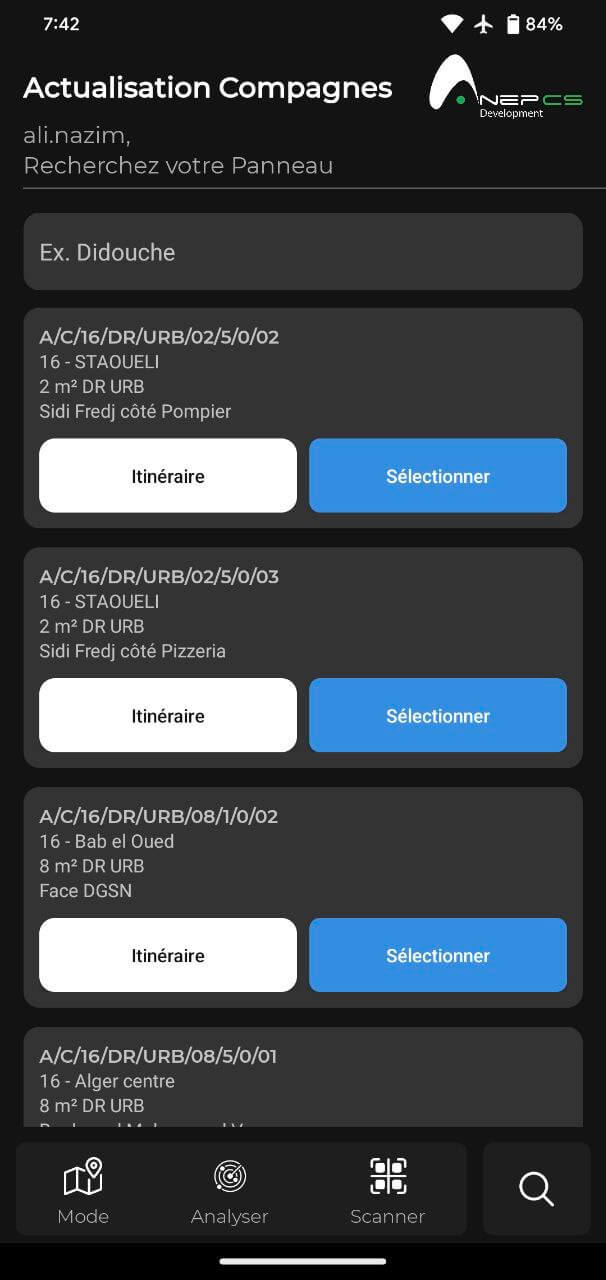 7:42
84%
Actualisation Compagnes
NEPCS
Development
ali.nazim,
Recherchez votre Panneau
Ex. Didouche
A/C/16/DR/URB/02/5/0/02
16 - STAOUELI
2 m² DR URB
Sidi Fredj côté Pompier
Itinéraire
Sélectionner
A/C/16/DR/URB/02/5/0/03
16 - STAOUELI
2 m² DR URB
Sidi Fredj côté Pizzeria
Itinéraire
Sélectionner
A/C/16/DR/URB/08/1/0/02
16 - Bab el Oued
8 m² DR URB
Face DGSN
Itinéraire
Sélectionner
A/C/16/DR/URB/08/5/0/01
16 - Alger centre
8 m² DR URB
Mode
Analyser
Scanner